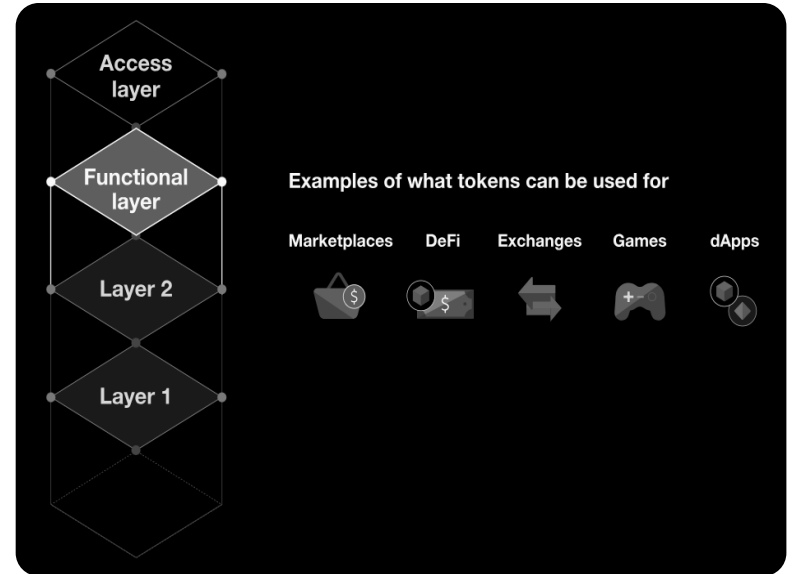 Access
layer
Functional
layer
Layer 2
Layer 1
Examples of what tokens can be used for
Marketplaces DeFi Exchanges Games dApps
$ $